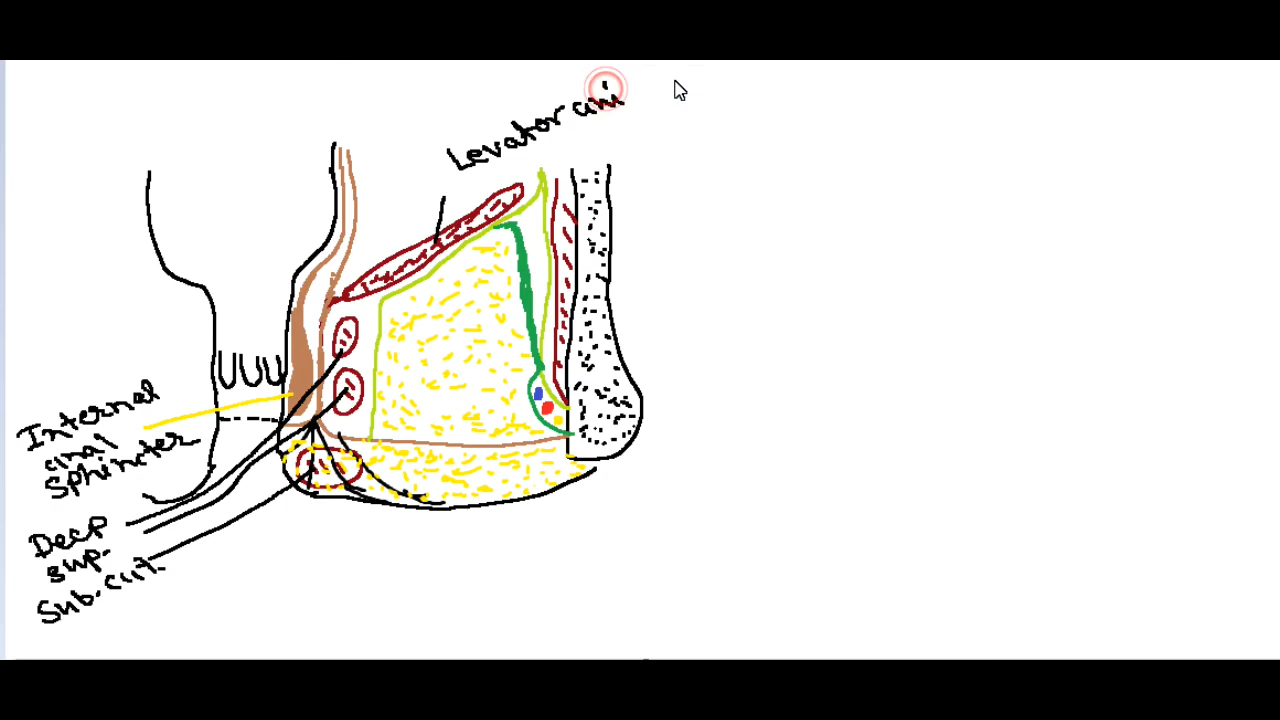 Levator ani
Internal
anal
Sphincter
Deep
sup.
Sub.cut.